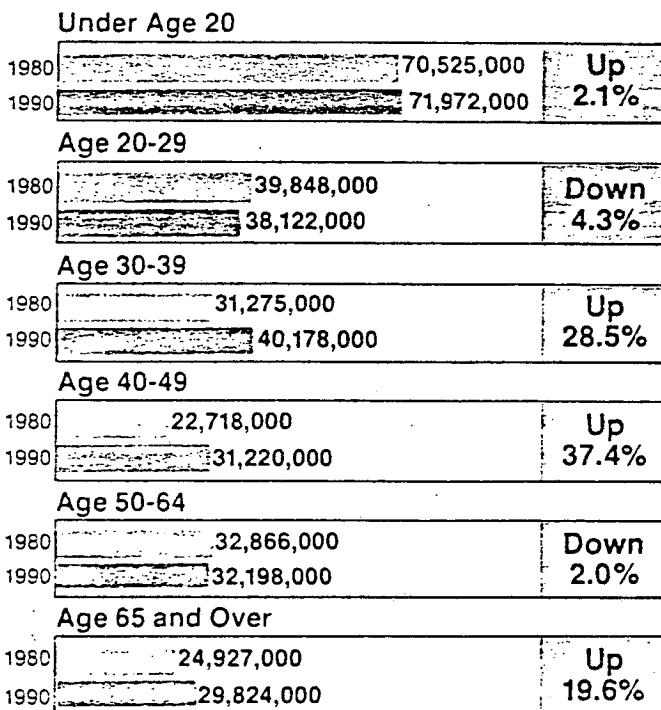 Under Age 20
1980 70,525,000 Up
1990 71,972,000 2.1%
Age 20-29
1980 39,848,000 Down
1990 38,122,000 4.3%
Age 30-39
1980 31,275,000 Up
1990 40,178,000 28.5%
Age 40-49
1980 22,718,000 Up
1990 31,220,000 37.4%
Age 50-64
1980 32,866,000 Down
1990 32,198,000 2.0%
Age 65 and Over
1980 24,927,000 Up
1990 29,824,000 19.6%